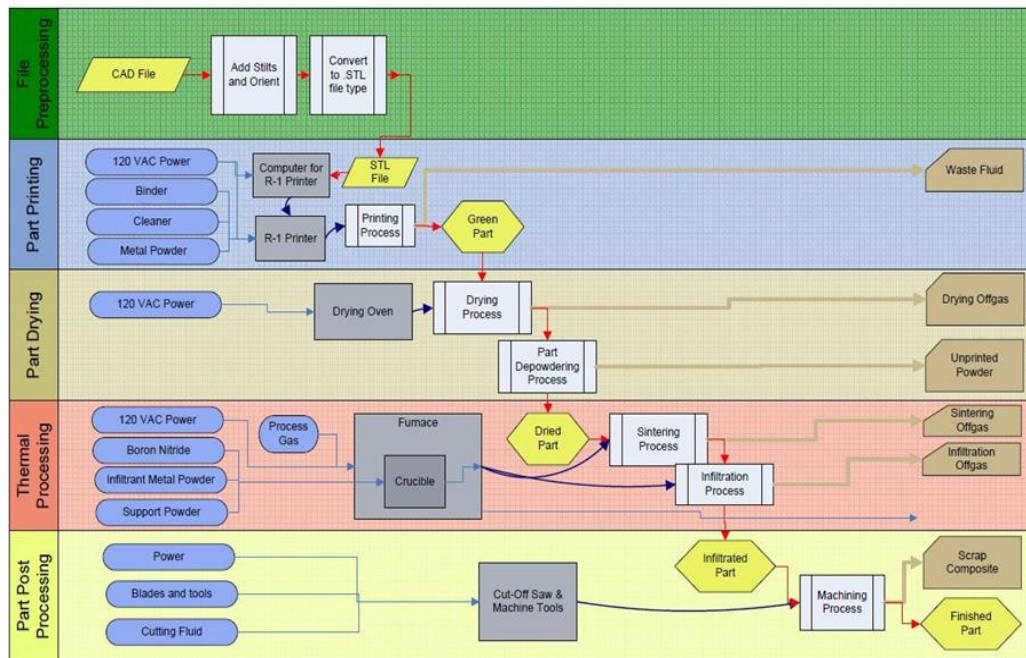 File
Preprocessing
CAD File
Add Stilts
and Orient
Convert
to .STL
file type
Part Printing
120 VAC Power
Binder
Cleaner
Metal Powder
Computer for
R-1 Printer
R-1 Printer
STL
File
Printing
Process
Green
Part
Waste Fluid
Part Drying
120 VAC Power
Drying Oven
Drying
Process
Part
Depowdering
Process
Drying Offgas
Unprinted
Powder
Thermal
Processing
120 VAC Power
Boron Nitride
Infiltrant Metal Powder
Support Powder
Process
Gas
Furnace
Crucible
Dried
Part
Sintering
Process
Infiltration
Process
Sintering
Offgas
Infiltration
Offgas
Part Post
Processing
Power
Blades and tools
Cutting Fluid
Cut-Off Saw &
Machine Tools
Infiltrated
Part
Machining
Process
Scrap
Composite
Finished
Part